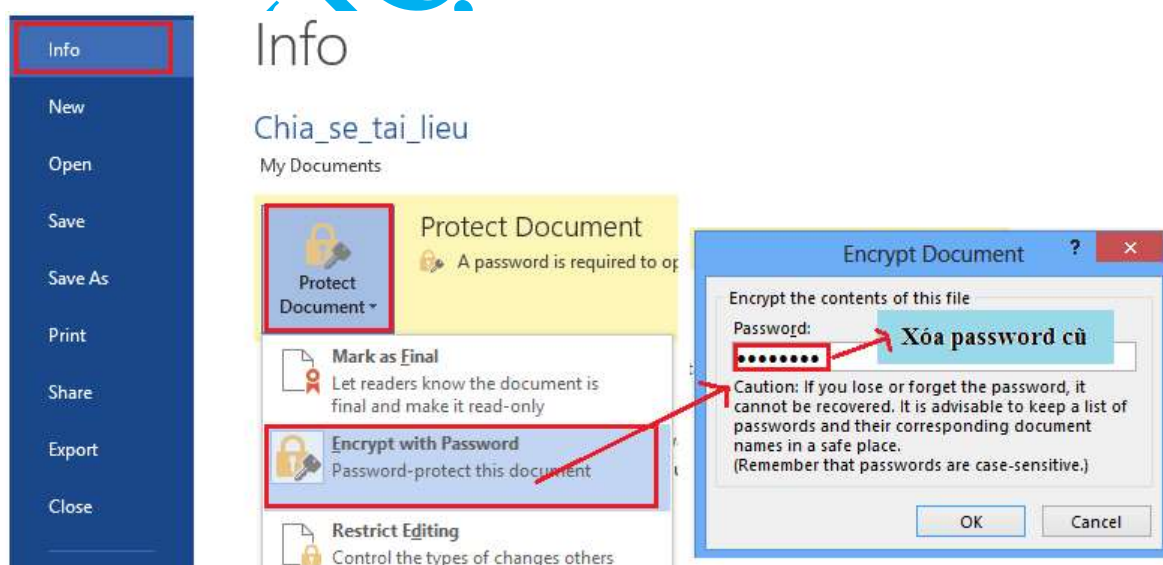 Info
New
Open
Save
Save As
Print
Share
Export
Close
Info
Chia_se_tai_lieu
My Documents
Protect
Document
Protect Document
A password is required to op
Mark as Final
Let readers know the document is
final and make it read-only
Encrypt with Password
Password-protect this document
Restrict Editing
Control the types of changes others
Encrypt Document
?
×
Encrypt the contents of this file
Password:
••••••••
Xóa password cũ
Caution: If you lose or forget the password, it
cannot be recovered. It is advisable to keep a list of
passwords and their corresponding document
names in a safe place.
(Remember that passwords are case-sensitive.)
OK
Cancel